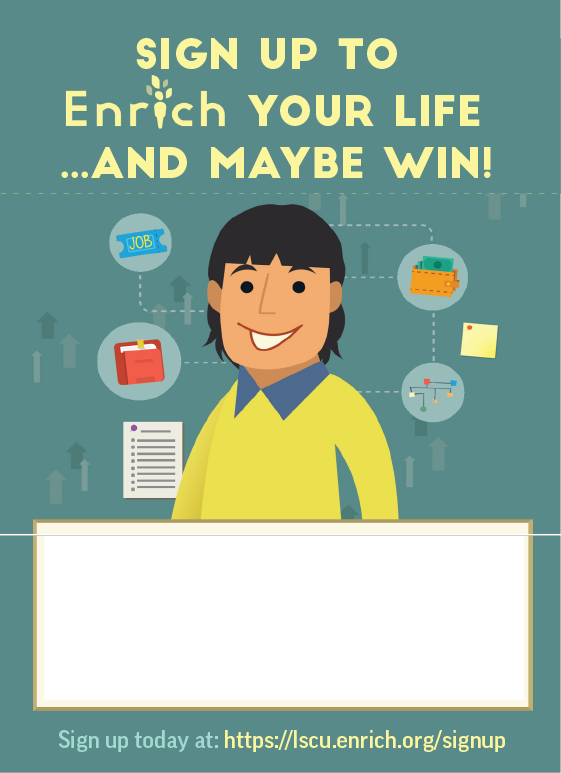 SIGN UP TO
Enrich YOUR LIFE
...AND MAYBE WIN!
JOB
Sign up today at: https://lscu.enrich.org/signup